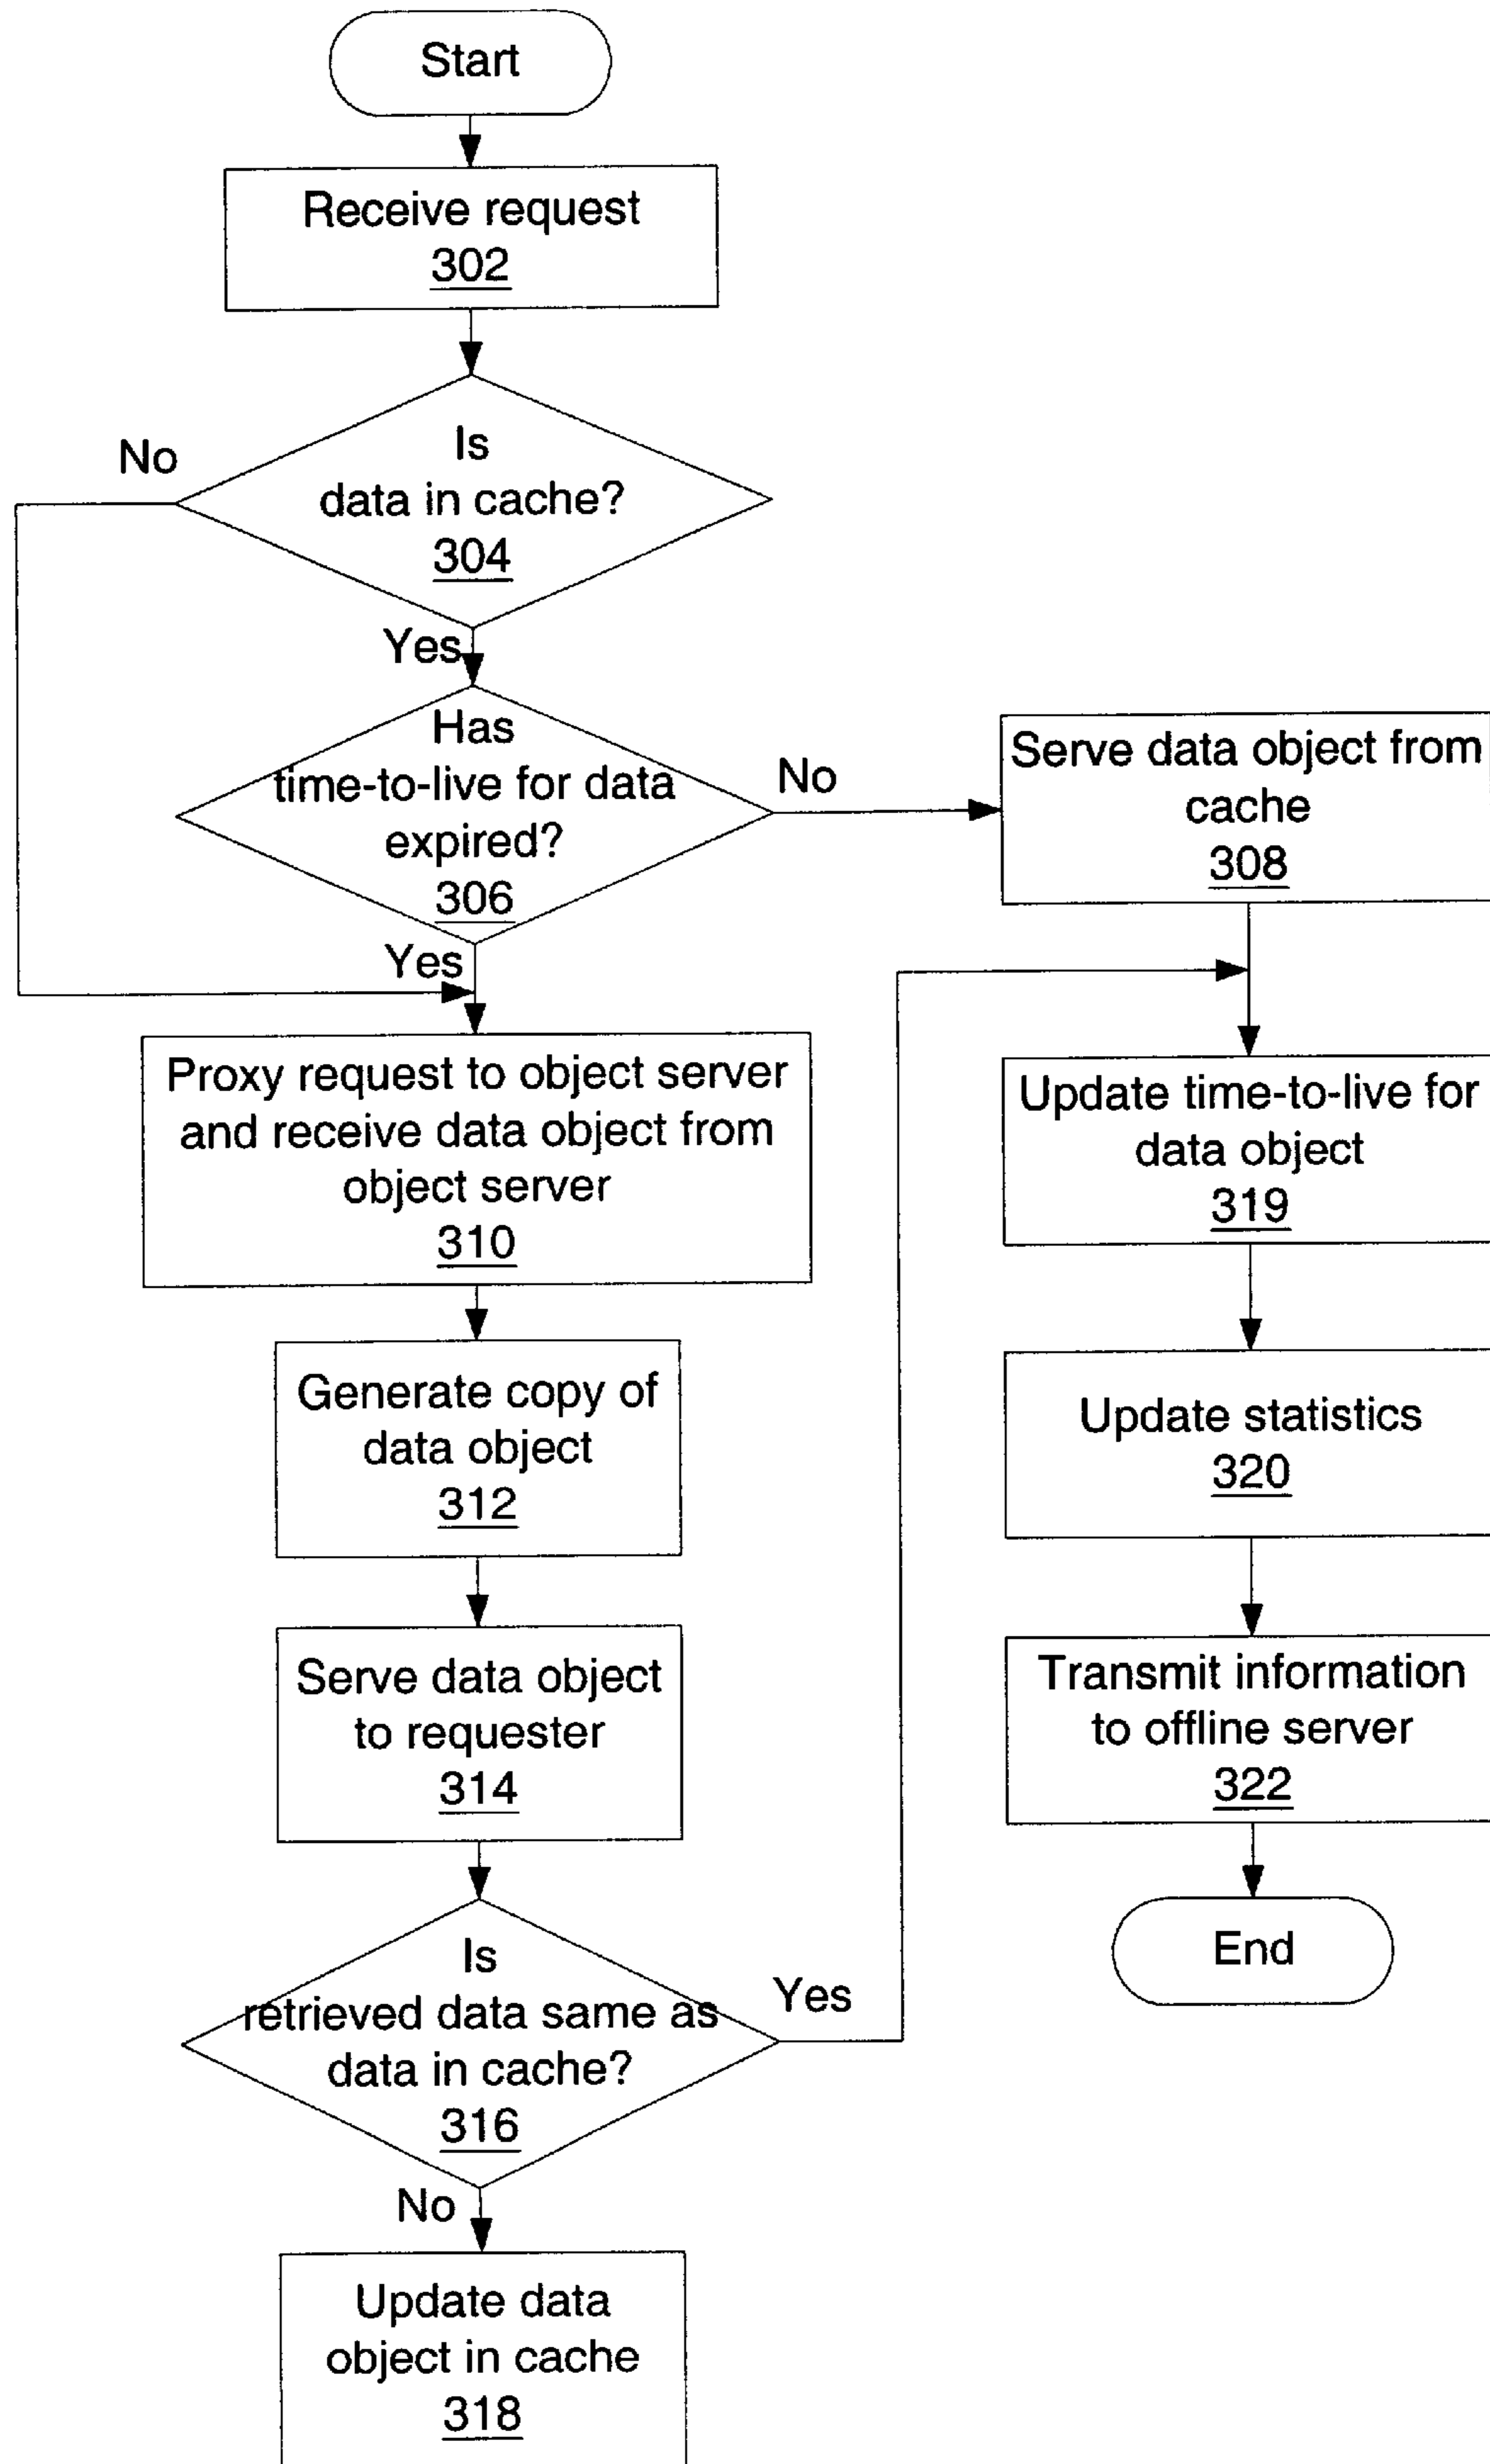 Start
Receive request
302
No
Is
data in cache?
304
Yes
Has
time-to-live for data
expired?
306
No
Serve data object from
cache
308
Yes
Proxy request to object server
and receive data object from
object server
310
Update time-to-live for
data object
319
Generate copy of
data object
312
Update statistics
320
Serve data object
to requester
314
Transmit information
to offline server
322
Is
retrieved data same as
data in cache?
316
Yes
End
No
Update data
object in cache
318